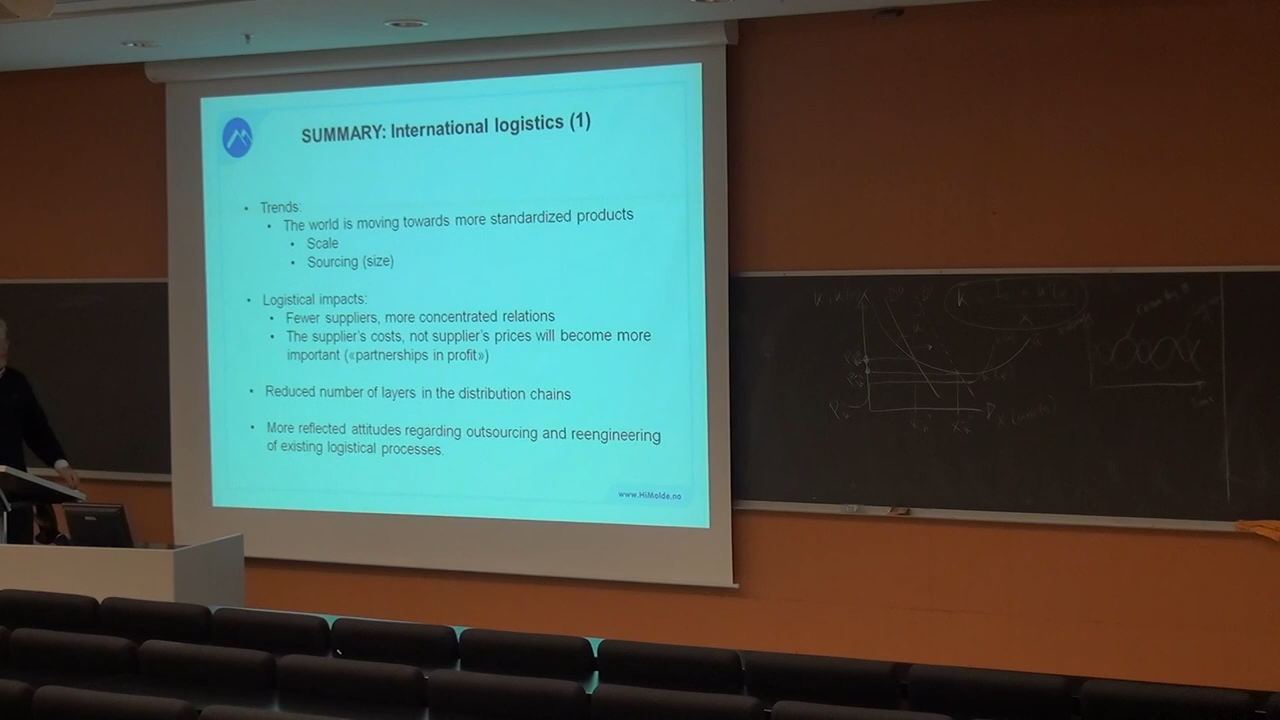 SUMMARY: International logistics (1)
• Trends:
• The world is moving towards more standardized products
• Scale
• Sourcing (size)
• Logistical impacts:
• Fewer suppliers, more concentrated relations
• The supplier's costs, not supplier's prices will become more
important («partnerships in profit»)
• Reduced number of layers in the distribution chains
• More reflected attitudes regarding outsourcing and reengineering
of existing logistical processes.
www.HiMolde.no